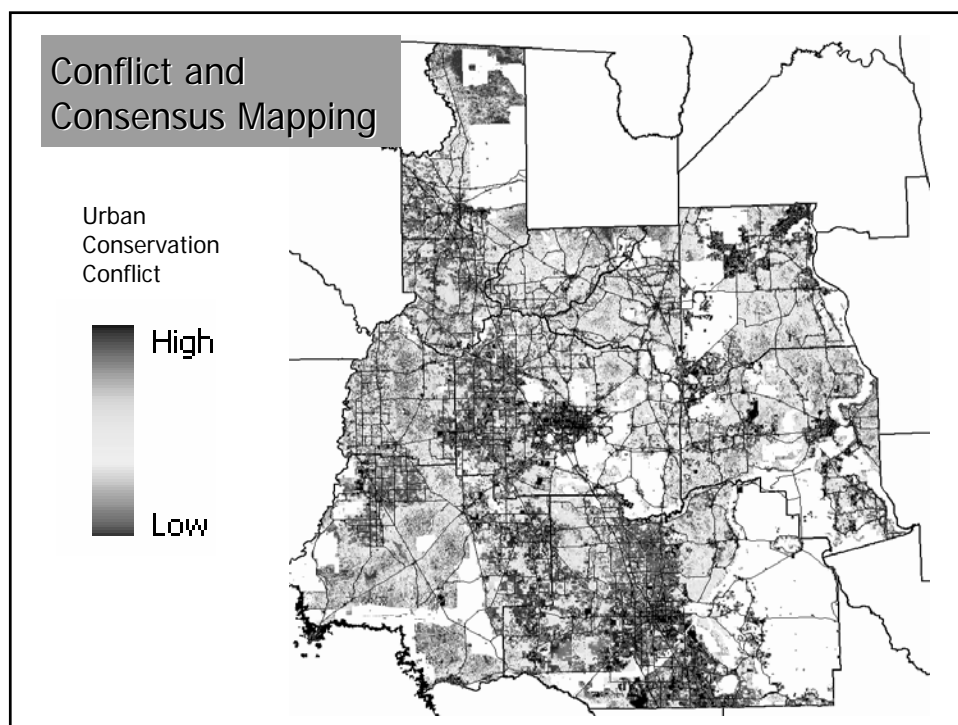 Conflict and
Consensus Mapping
Urban
Conservation
Conflict
High
Low